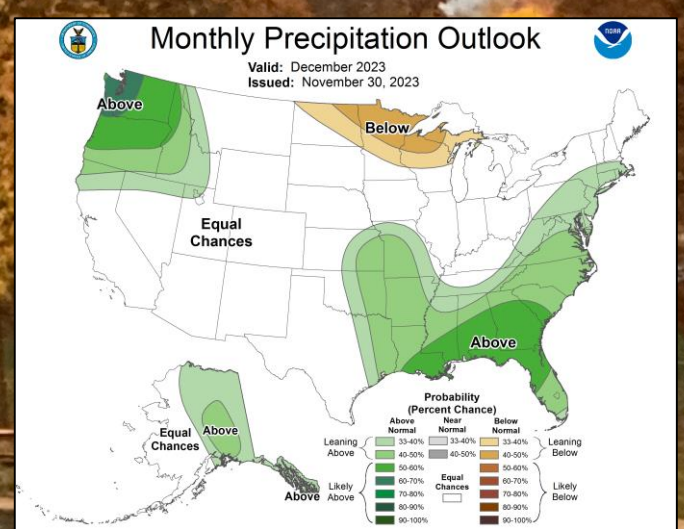 NOAA
Monthly Precipitation Outlook
Valid: December 2023
Issued: November 30, 2023
Above
Below
Equal
Chances
Above
Equal
Chances
Above
Above
Probability
(Percent Chance)
Above
Normal
Near
Normal
Below
Normal
Leaning
Above
33-40%
33-40%
33-40%
Leaning
Below
40-50%
40-50%
40-50%
Likely
Above
50-60%
60-70%
70-80%
80-90%
90-100%
Equal
Chances
50-60%
60-70%
70-80%
80-90%
90-100%
Likely
Below